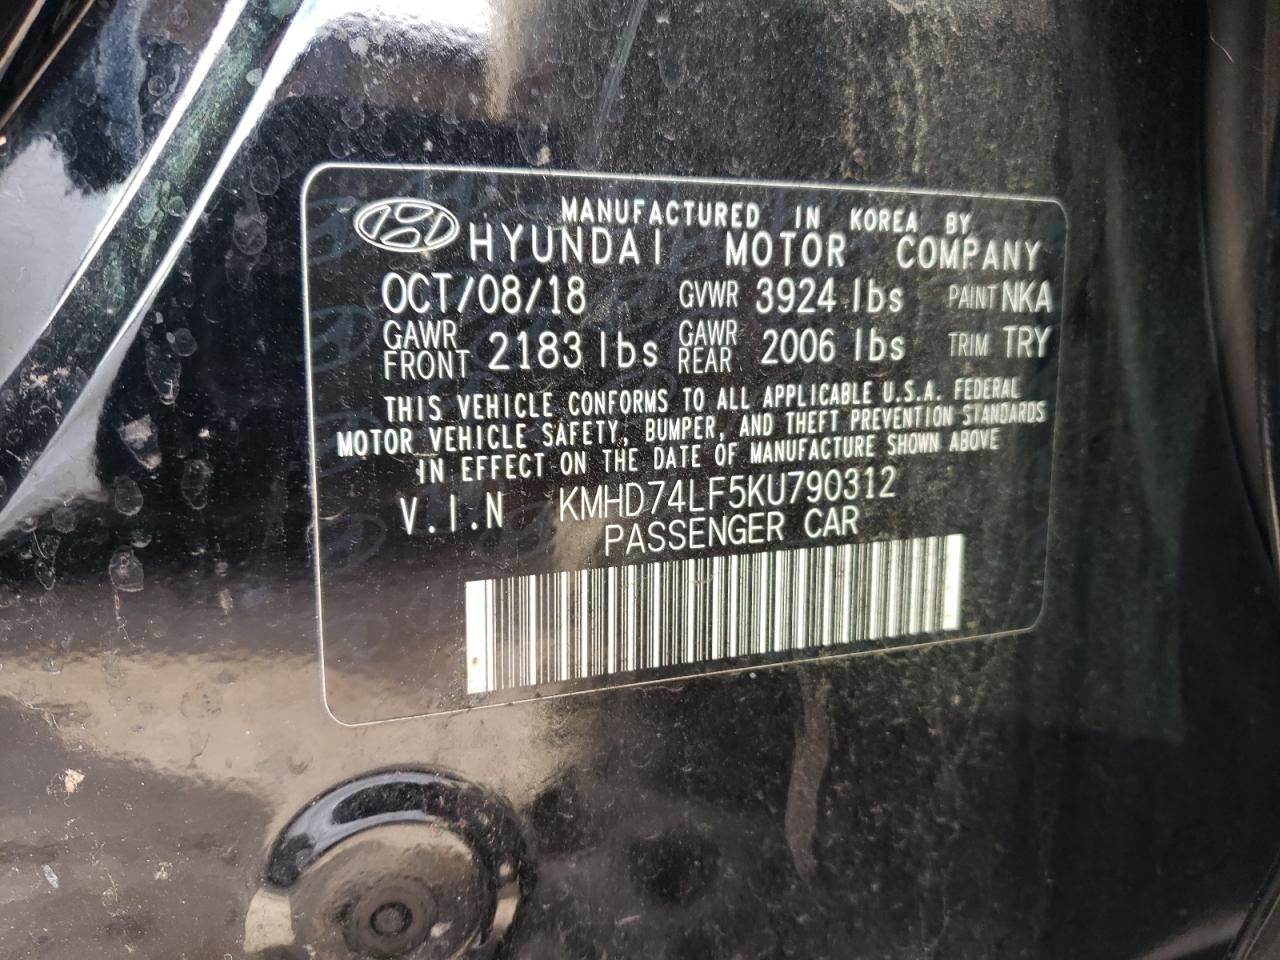 MANUFACTURED IN KOREA BY
HYUNDAI MOTOR COMPANY
OCT/08/18 GVWR 3924 lbs PAINT NKA
GAWR FRONT 2183 lbs GAWR REAR 2006 lbs TRIM TRY
THIS VEHICLE CONFORMS TO ALL APPLICABLE U.S.A. FEDERAL
MOTOR VEHICLE SAFETY, BUMPER, AND THEFT PREVENTION STANDARDS
IN EFFECT ON THE DATE OF MANUFACTURE SHOWN ABOVE
V.I.N KMHD74LF5KU790312
PASSENGER CAR